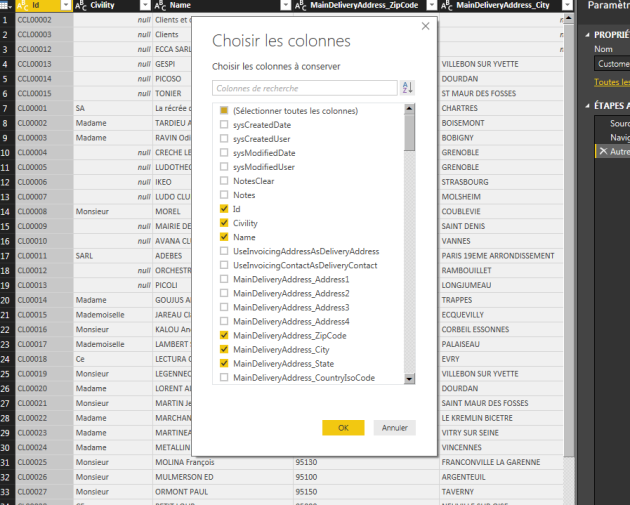 Id Civility Name MainDeliveryAddress_ZipCode MainDeliveryAddress_City
Paramètr
1 CCL00002 null Clients et
2 CCL00003 null Clients
3 CCL00012 null ECCA SARL
4 CCL00013 null GESPI VILLEBON SUR YVETTE
5 CCL00014 null PICOSO DOURDAN
6 CCL00015 null TONIER ST MAUR DES FOSSES
7 CL00001 SA La récrée CHARTRES
8 CL00002 Madame TARDIEU A BOISEMONT
9 CL00003 Madame RAVIN Odi BOBIGNY
10 CL00004 null CRECHE LE GRENOBLE
11 CL00005 null LUDOTHE GRENOBLE
12 CL00006 null IKEO STRASBOURG
13 CL00007 null LUDO CLU MOLSHEIM
14 CL00008 Monsieur MOREL COUBLEVIE
15 CL00009 null MAIRIE DE SAINT DENIS
16 CL00010 null AVANA CL VANNES
17 CL00011 SARL ADEBES PARIS 19EME ARRONDISSEMENT
18 CL00012 null ORCHESTR RAMBOUILLET
19 CL00013 null PICOLI LONGJUMEAU
20 CL00014 Madame GOUJUS A TRAPPES
21 CL00015 Mademoiselle JAREAU Cl ECQUEVILLY
22 CL00016 Monsieur KALOU An CORBEIL ESSONNES
23 CL00017 Mademoiselle LAMBERT PALAISEAU
24 CL00018 Ce LECTURA EVRY
25 CL00019 Monsieur LEGENNEC VILLEBON SUR YVETTE
26 CL00020 Madame LORENT A DOURDAN
27 CL00021 Monsieur MARTIN Je SAINT MAUR DES FOSSES
28 CL00022 Madame MARCHAN LE KREMLIN BICETRE
29 CL00023 Madame MARTINEA VITRY SUR SEINE
30 CL00024 Madame METALLIN VINCENNES
31 CL00025 Monsieur MOLINA François 95130 FRANCONVILLE LA GARENNE
32 CL00026 Monsieur MULMERSON ED 95100 ARGENTEUIL
33 CL00027 Monsieur ORMONT PAUL 95150 TAVERNY
Choisir les colonnes
Choisir les colonnes à conserver
Colonnes de recherche
(Sélectionner toutes les colonnes)
sysCreatedDate
sysCreatedUser
sysModifiedDate
sysModifiedUser
NotesClear
Notes
Id
Civility
Name
UseInvoicingAddressAsDeliveryAddress
UseInvoicingContactAsDeliveryContact
MainDeliveryAddress_Address1
MainDeliveryAddress_Address2
MainDeliveryAddress_Address3
MainDeliveryAddress_Address4
MainDeliveryAddress_ZipCode
MainDeliveryAddress_City
MainDeliveryAddress_State
MainDeliveryAddress_CountryIsoCode
OK Annuler
PROPRIÉ
Nom
Custome
Toutes les
ÉTAPES A
Sourc
Navig
Autre